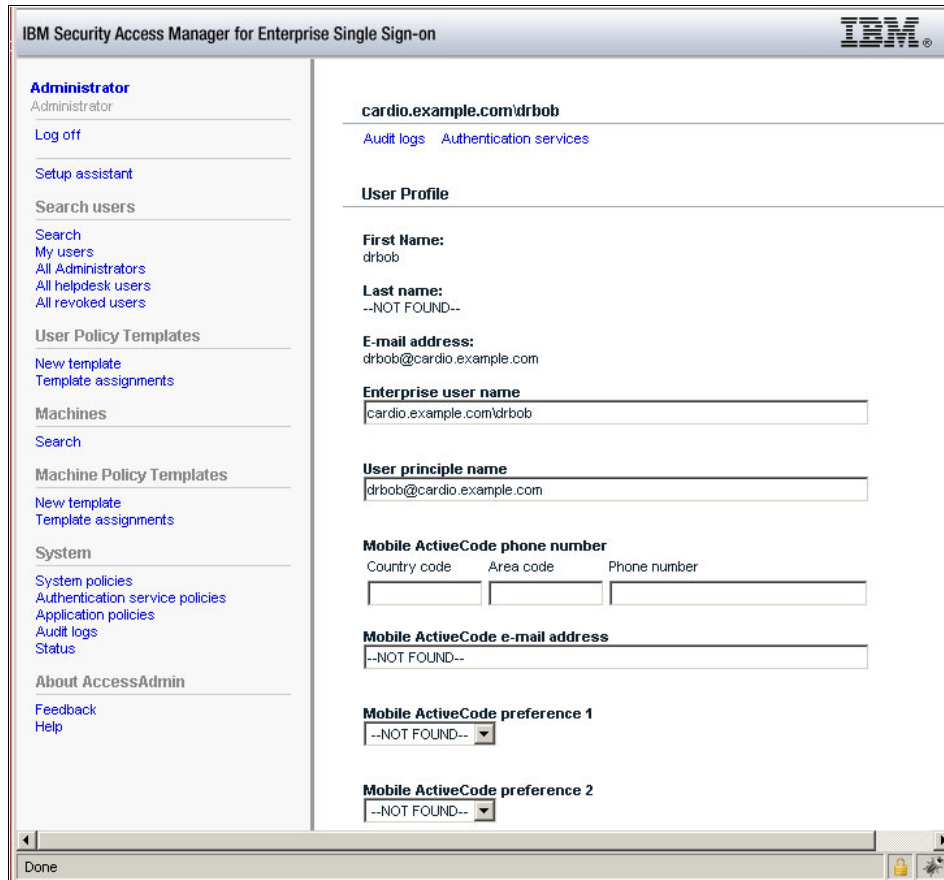 IBM Security Access Manager for Enterprise Single Sign-on
IBM®
Administrator
Administrator
Log off
Setup assistant
Search users
Search
My users
All Administrators
All helpdesk users
All revoked users
User Policy Templates
New template
Template assignments
Machines
Search
Machine Policy Templates
New template
Template assignments
System
System policies
Authentication service policies
Application policies
Audit logs
Status
About AccessAdmin
Feedback
Help
cardio.example.com\drbob
Audit logs Authentication services
User Profile
First Name:
drbob
Last name:
--NOT FOUND--
E-mail address:
drbob@cardio.example.com
Enterprise user name
cardio.example.com\drbob
User principle name
drbob@cardio.example.com
Mobile ActiveCode phone number
Country code Area code Phone number
Mobile ActiveCode e-mail address
--NOT FOUND--
Mobile ActiveCode preference 1
--NOT FOUND--
Mobile ActiveCode preference 2
--NOT FOUND--
Done